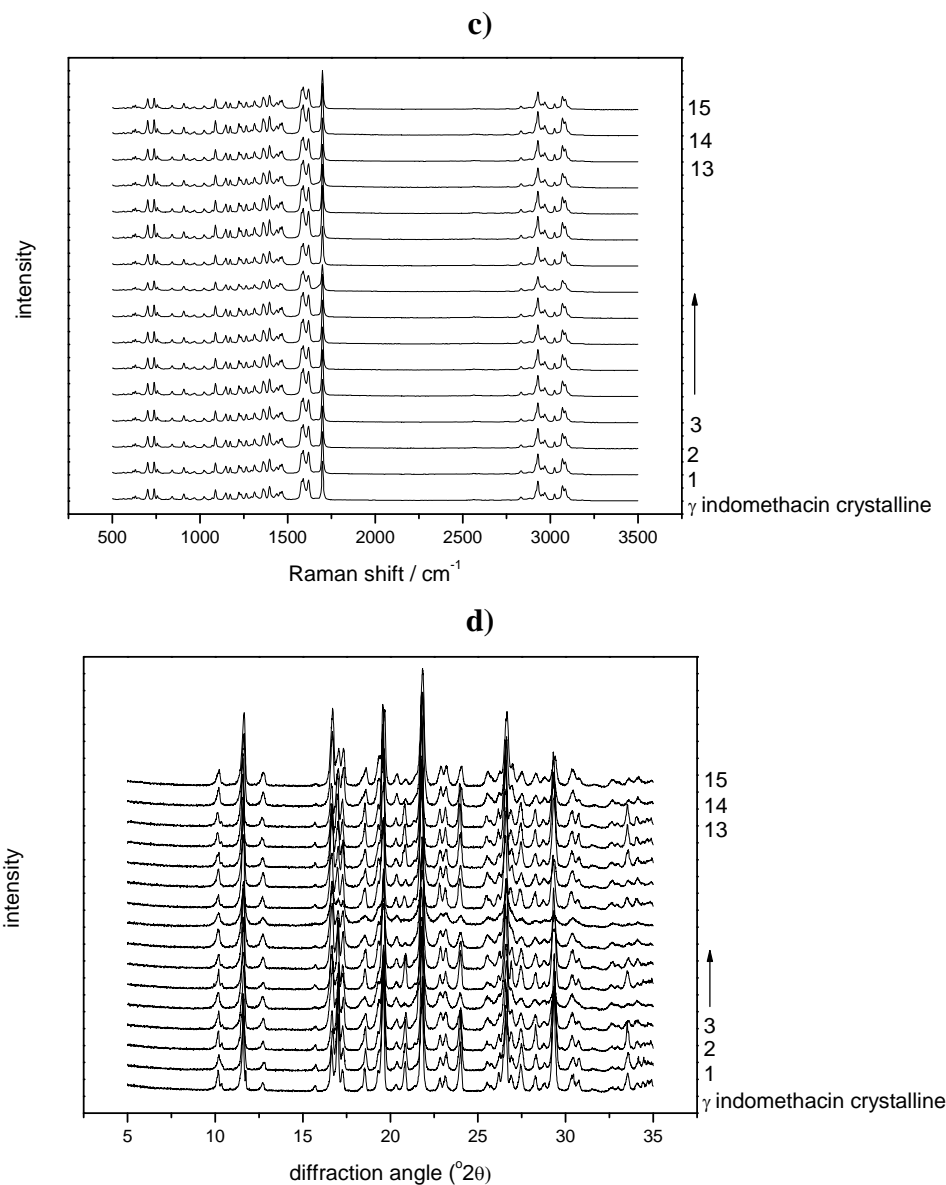 c)
15
14
13
3
2
1
γ indomethacin crystalline
intensity
500 1000 1500 2000 2500 3000 3500
Raman shift / cm⁻¹
d)
15
14
13
3
2
1
γ indomethacin crystalline
intensity
5 10 15 20 25 30 35
diffraction angle (°2θ)